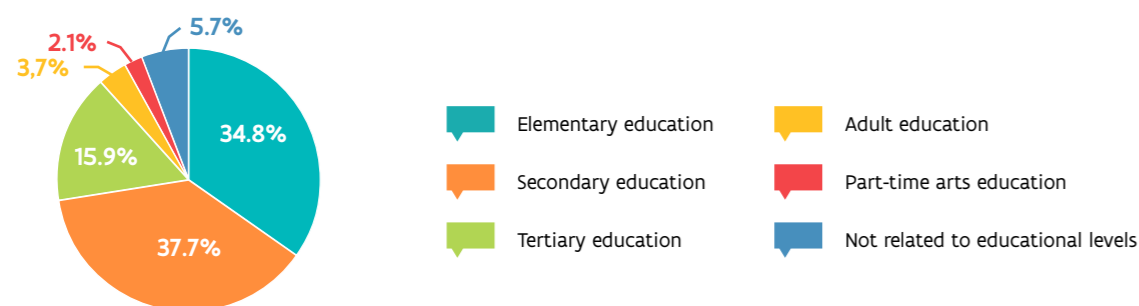 5.7%
2.1%
3,7%
34.8%
15.9%
37.7%
Elementary education
Secondary education
Tertiary education
Adult education
Part-time arts education
Not related to educational levels